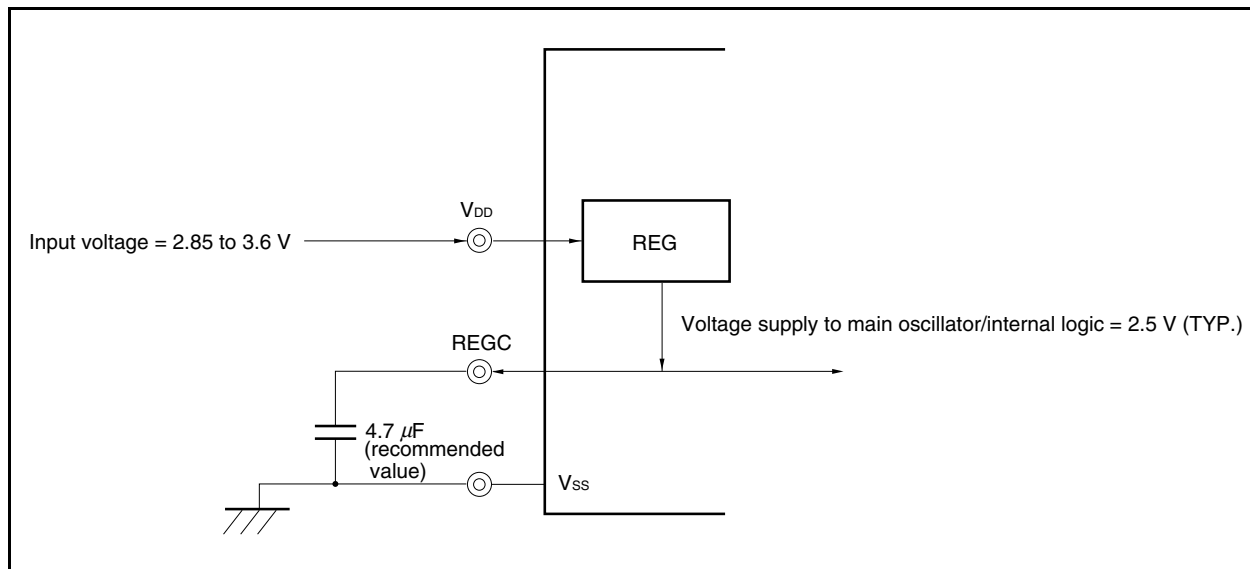 VDD
Input voltage = 2.85 to 3.6 V
REG
Voltage supply to main oscillator/internal logic = 2.5 V (TYP.)
REGC
4.7 μF
(recommended
value)
VSS